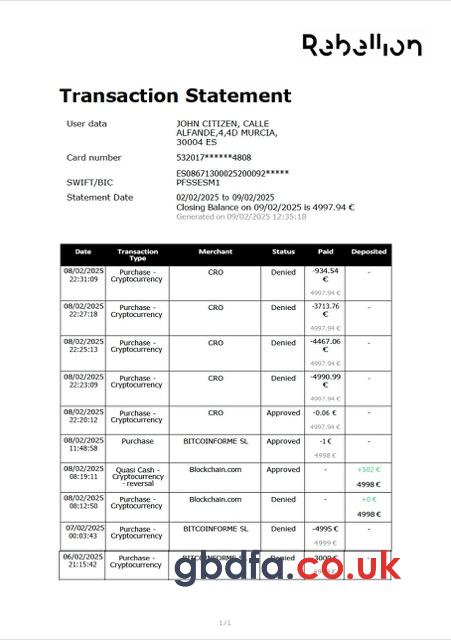 Rebellion
Transaction Statement
User data
JOHN CITIZEN, CALLE
ALFANDE,4,4D MURCIA,
30004 ES
Card number
532017******4808
ES08671300025200092*****
SWIFT/BIC
PFSSESM1
Statement Date
02/02/2025 to 09/02/2025
Closing Balance on 09/02/2025 is 4997.94 €
Generated on 09/02/2025 12:35:18
Date Transaction Type Merchant Status Paid Deposited
08/02/2025 Purchase - CRO Denied -934.54 -
22:31:09 Cryptocurrency €
4997.94 €
08/02/2025 Purchase - CRO Denied -3713.76 -
22:27:18 Cryptocurrency €
4997.94 €
08/02/2025 Purchase - CRO Denied -4467.06 -
22:25:13 Cryptocurrency €
4997.94 €
08/02/2025 Purchase - CRO Denied -4990.99 -
22:23:09 Cryptocurrency €
4997.94 €
08/02/2025 Purchase - CRO Approved -0.06 € -
22:20:12 Cryptocurrency
4997.94 €
08/02/2025 Purchase BITCOINFORME SL Approved -1 € -
11:48:58
4998 €
08/02/2025 Quasi Cash - Blockchain.com Approved - +502 €
08:19:11 Cryptocurrency
- reversal 4998 €
08/02/2025 Purchase - Blockchain.com Denied - +0 €
08:12:50 Cryptocurrency 4998 €
07/02/2025 Purchase - BITCOINFORME SL Denied -4995 € -
00:03:43 Cryptocurrency
4999 €
06/02/2025 Purchase - BITCOINFORME SL Denied -3000 € -
21:15:42 Cryptocurrency
gbdfa.co.uk
1/1